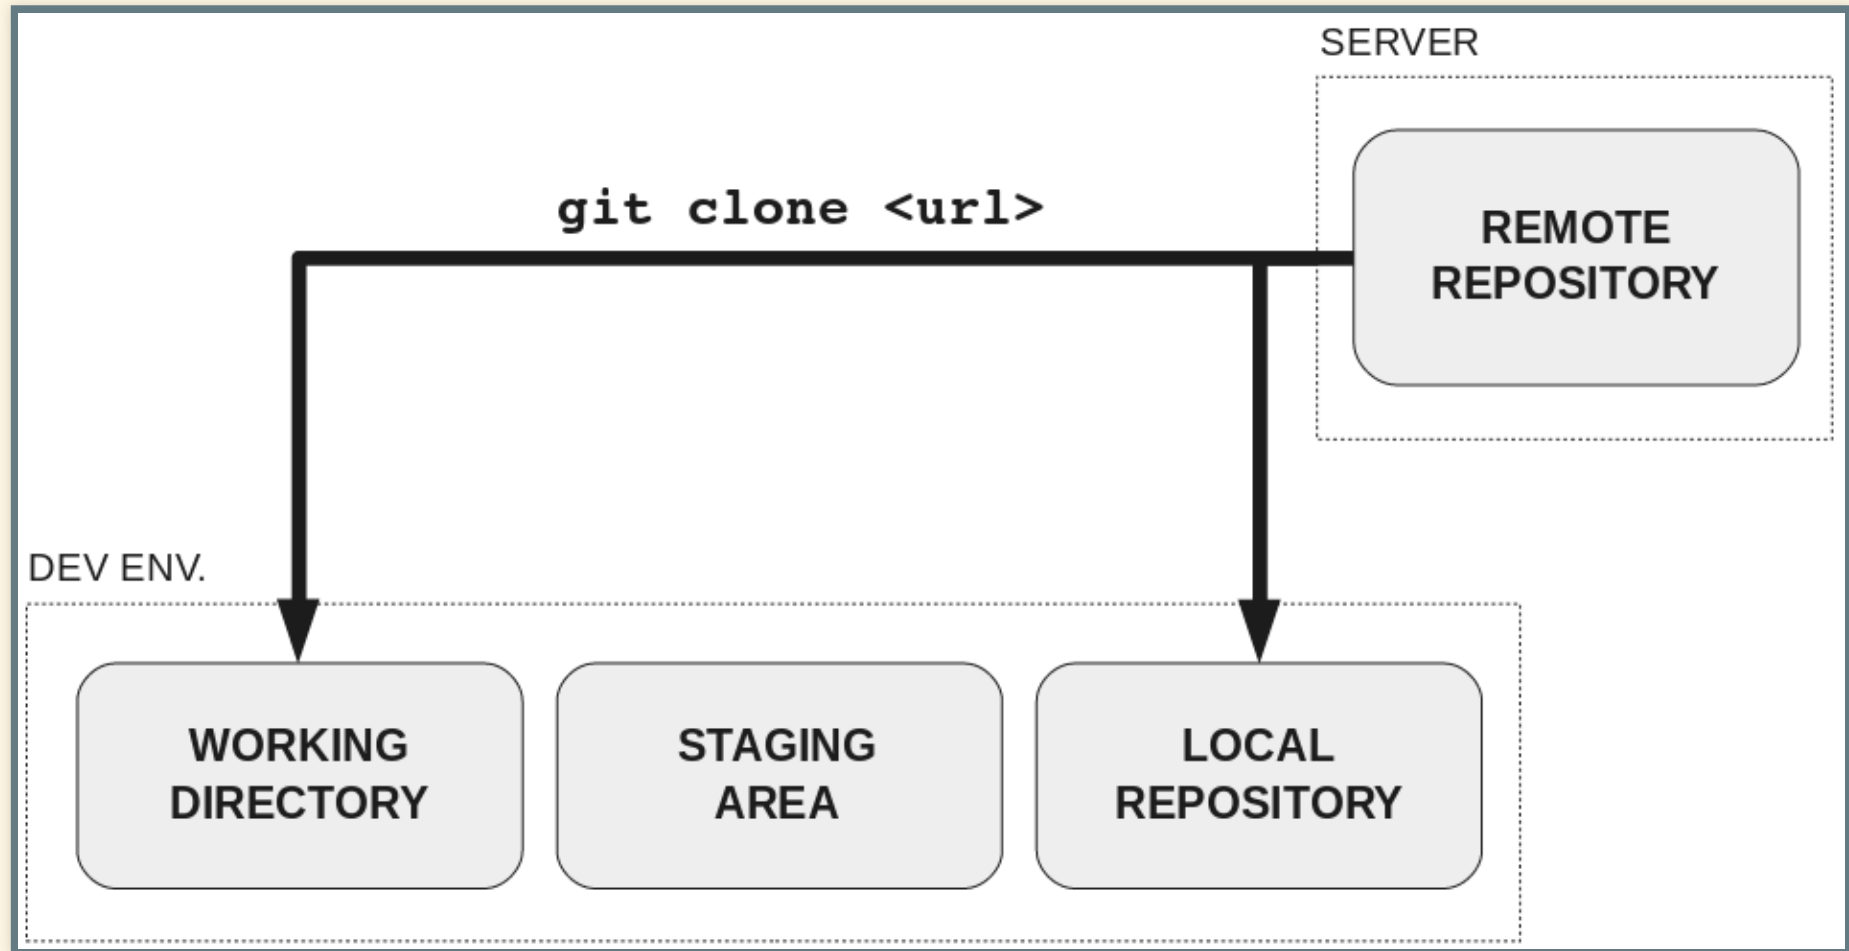 SERVER
REMOTE
REPOSITORY
git clone <url>
DEV ENV.
WORKING
DIRECTORY
STAGING
AREA
LOCAL
REPOSITORY